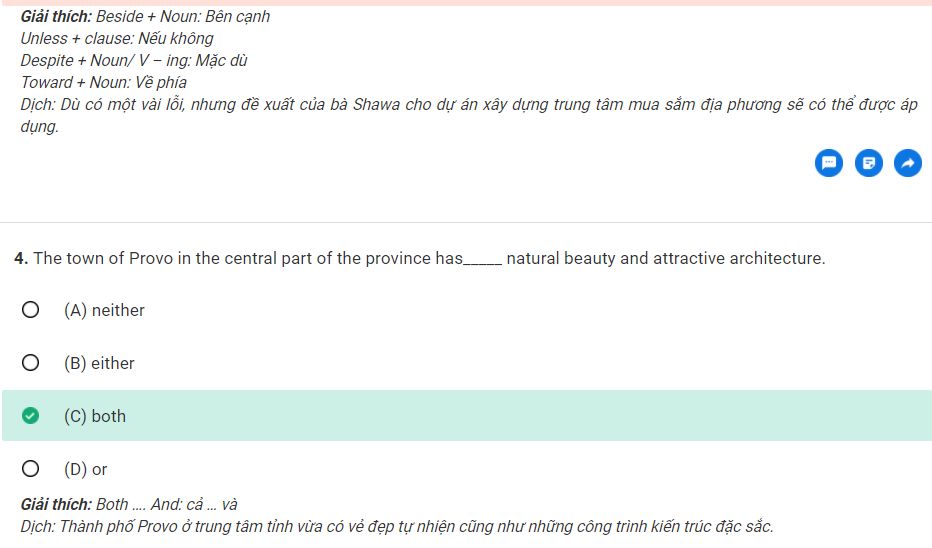 Giải thích: Beside + Noun: Bên cạnh
Unless + clause: Nếu không
Despite + Noun/ V – ing: Mặc dù
Toward + Noun: Về phía
Dịch: Dù có một vài lỗi, nhưng đề xuất của bà Shawa cho dự án xây dựng trung tâm mua sắm địa phương sẽ có thể được áp
dụng.
4. The town of Provo in the central part of the province has_____ natural beauty and attractive architecture.
(A) neither
(B) either
(C) both
(D) or
Giải thích: Both .... And: cả ... và
Dịch: Thành phố Provo ở trung tâm tỉnh vừa có vẻ đẹp tự nhiện cũng như những công trình kiến trúc đặc sắc.